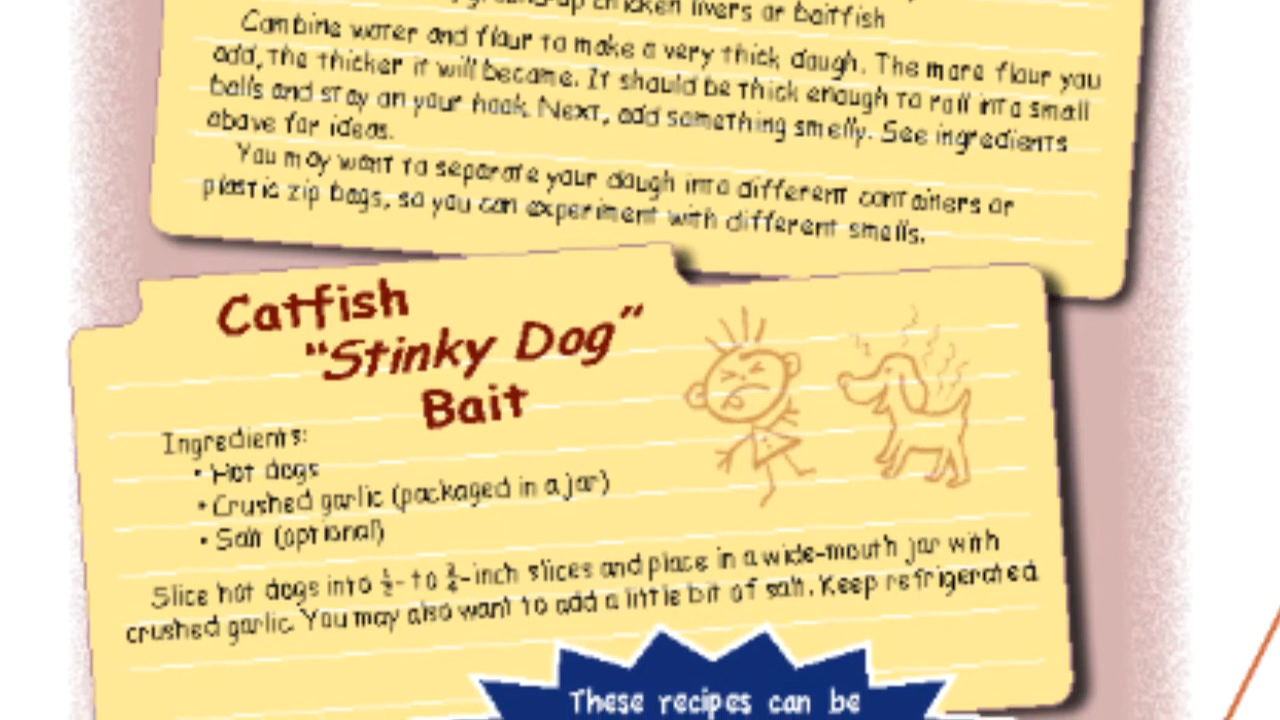 ground-up chicken livers or baitfish
Combine water and flour to make a very thick dough. The more flour you
add, the thicker it will become. It should be thick enough to roll into small
balls and stay on your hook. Next, add something smelly. See ingredients
above for ideas.
You may want to separate your dough into different containers or
plastic zip bags, so you can experiment with different smells.
Catfish
"Stinky Dog"
Bait
Ingredients:
• Hot dogs
• Crushed garlic (packaged in a jar)
• Salt (optional)
Slice hot dogs into ½- to ¾-inch slices and place in a wide-mouth jar with
crushed garlic. You may also want to add a little bit of salt. Keep refrigerated.
These recipes can be